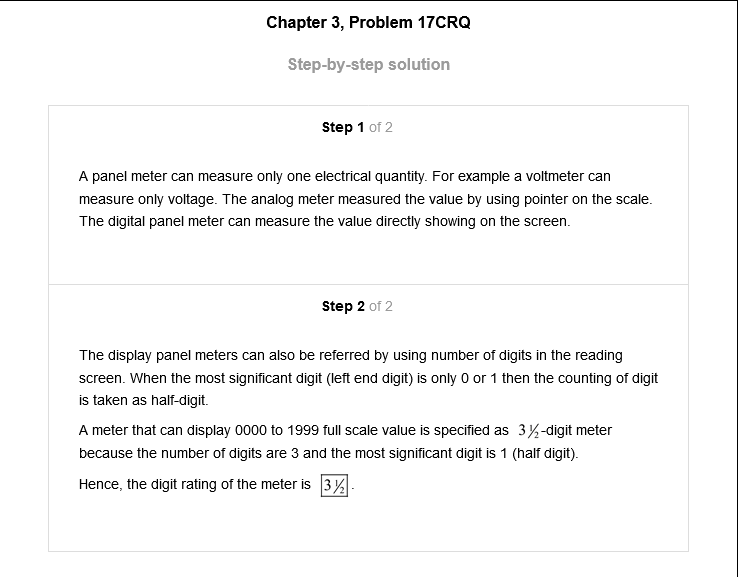 Chapter 3, Problem 17CRQ
Step-by-step solution
Step 1 of 2
A panel meter can measure only one electrical quantity. For example a voltmeter can
measure only voltage. The analog meter measured the value by using pointer on the scale.
The digital panel meter can measure the value directly showing on the screen.
Step 2 of 2
The display panel meters can also be referred by using number of digits in the reading
screen. When the most significant digit (left end digit) is only 0 or 1 then the counting of digit
is taken as half-digit.
A meter that can display 0000 to 1999 full scale value is specified as 3½-digit meter
because the number of digits are 3 and the most significant digit is 1 (half digit).
Hence, the digit rating of the meter is 3½.